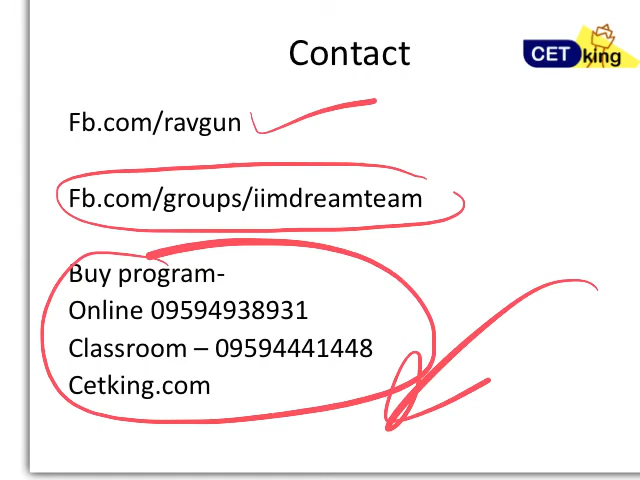 Contact
CET king
Fb.com/ravgun
Fb.com/groups/iimdreamteam
Buy program-
Online 09594938931
Classroom – 09594441448
Cetking.com